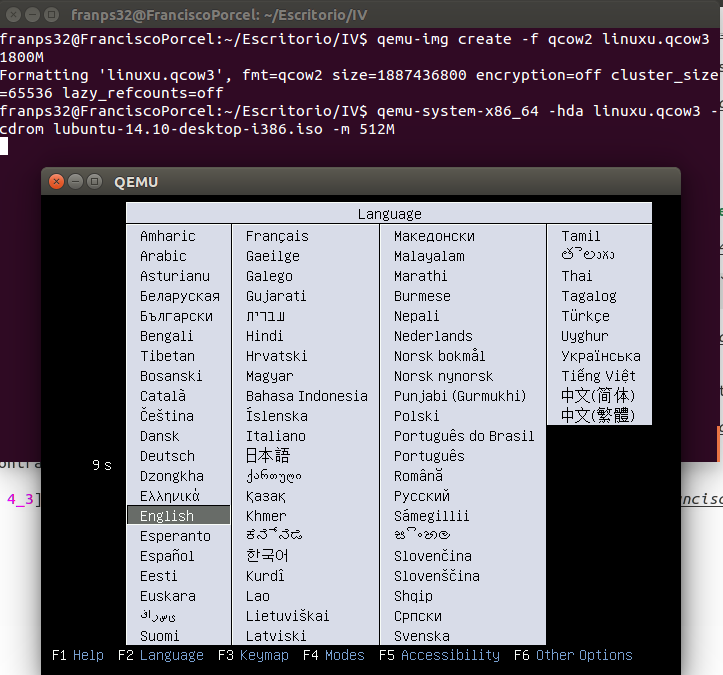 franps32@FranciscoPorcel: ~/Escritorio/IV
franps32@FranciscoPorcel:~/Escritorio/IV$ qemu-img create -f qcow2 linuxu.qcow3
1800M
Formatting 'linuxu.qcow3', fmt=qcow2 size=1887436800 encryption=off cluster_size
=65536 lazy_refcounts=off
franps32@FranciscoPorcel:~/Escritorio/IV$ qemu-system-x86_64 -hda linuxu.qcow3 -
cdrom lubuntu-14.10-desktop-i386.iso -m 512M
QEMU
Language
Amharic
Arabic
Asturianu
Беларуская
Български
Bengali
Tibetan
Bosanski
Català
Čeština
Dansk
Deutsch
Dzongkha
Ελληνικά
English
Esperanto
Español
Eesti
Euskara
فارسی
Suomi
Français
Gaeilge
Galego
Gujarati
עברית
Hindi
Hrvatski
Magyar
Bahasa Indonesia
Íslenska
Italiano
日本語
ქართული
Қазақ
Khmer
ಕನ್ನಡ
한국어
Kurdî
Lao
Lietuviškai
Latviski
Македонски
Malayalam
Marathi
Burmese
Nepali
Nederlands
Norsk bokmål
Norsk nynorsk
Punjabi (Gurmukhi)
Polski
Português do Brasil
Português
Română
Русский
Sámegillii
සිංහල
Slovenčina
Slovenščina
Shqip
Српски
Svenska
Tamil
తెలుగు
Thai
Tagalog
Türkçe
Uyghur
Українська
Tiếng Việt
中文(简体)
中文(繁體)
9 s
ontra
4_3]
ancisc
F1 Help F2 Language F3 Keymap F4 Modes F5 Accessibility F6 Other Options